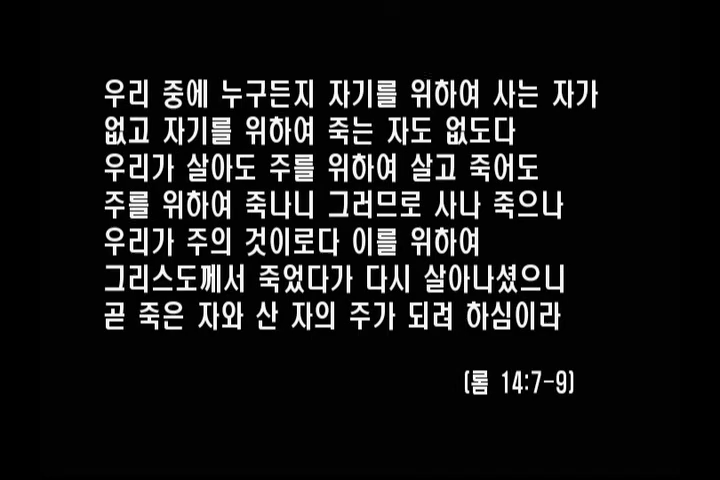 우리 중에 누구든지 자기를 위하여 사는 자가
없고 자기를 위하여 죽는 자도 없도다
우리가 살아도 주를 위하여 살고 죽어도
주를 위하여 죽나니 그러므로 사나 죽으나
우리가 주의 것이로다 이를 위하여
그리스도께서 죽었다가 다시 살아나셨으니
곧 죽은 자와 산 자의 주가 되려 하심이라
(롬 14:7-9)